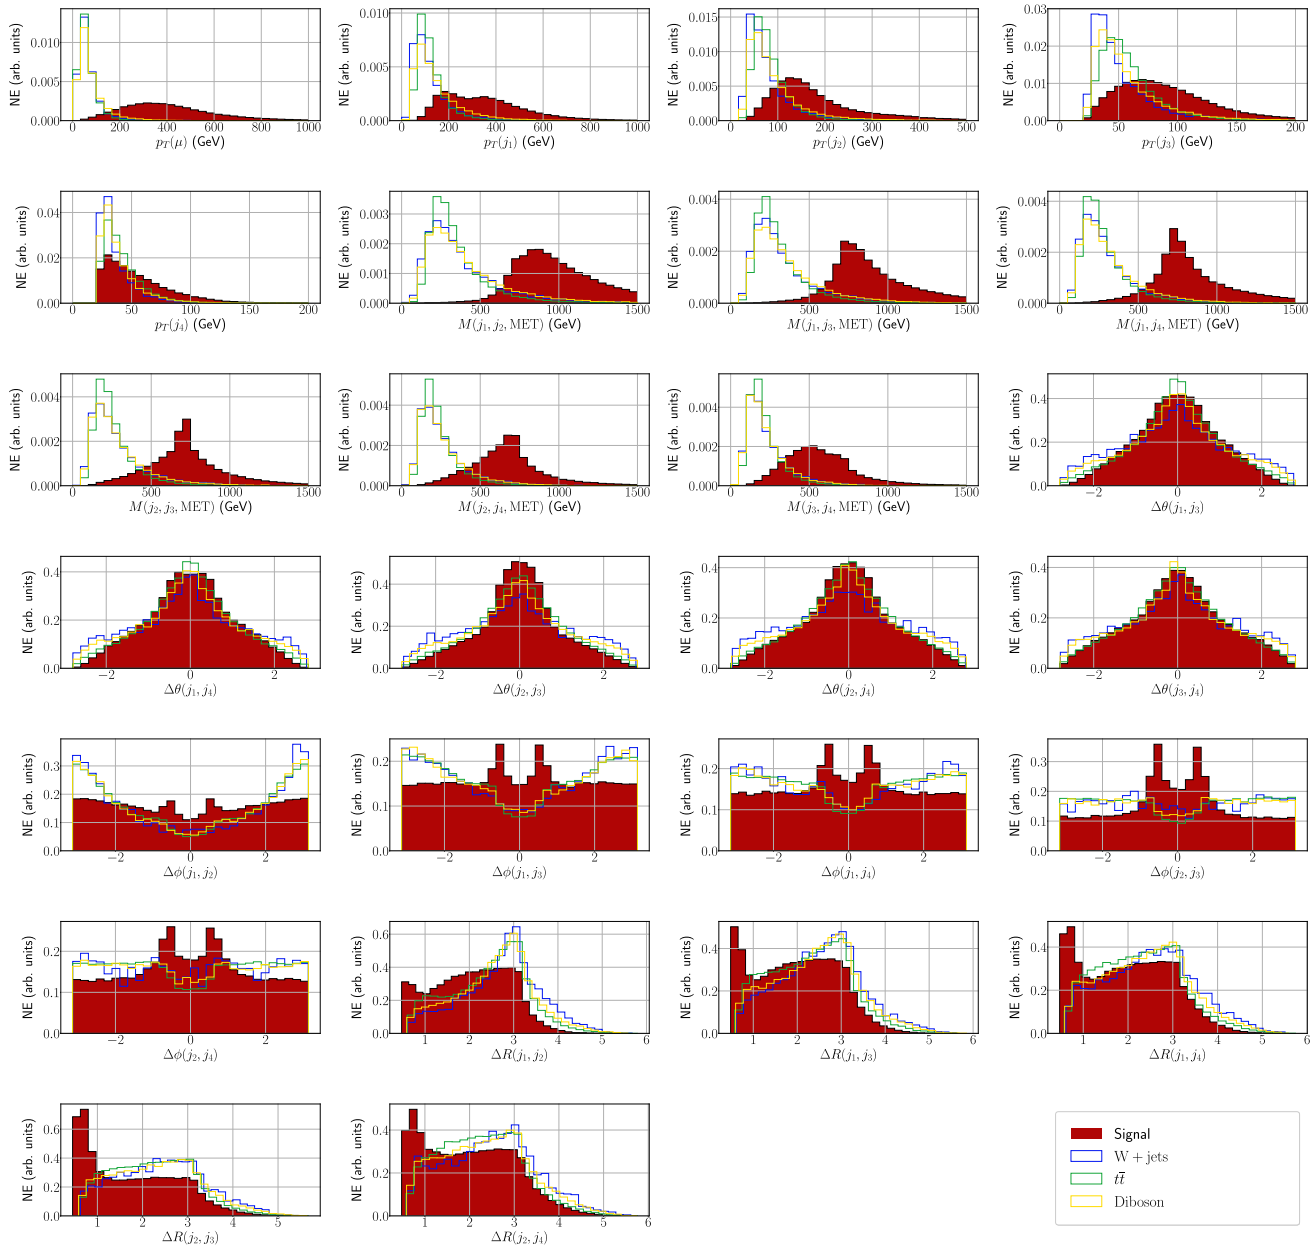 NE (arb. units)
0.010
0.005
0.000
0 200 400 600 800 1000
p_T(μ) (GeV)
NE (arb. units)
0.010
0.005
0.000
0 200 400 600 800 1000
p_T(j_1) (GeV)
NE (arb. units)
0.015
0.010
0.005
0.000
0 100 200 300 400 500
p_T(j_2) (GeV)
NE (arb. units)
0.03
0.02
0.01
0.00
0 50 100 150 200
p_T(j_3) (GeV)
NE (arb. units)
0.04
0.02
0.00
0 50 100 150 200
p_T(j_4) (GeV)
NE (arb. units)
0.003
0.002
0.001
0.000
0 500 1000 1500
M(j_1, j_2, MET) (GeV)
NE (arb. units)
0.004
0.002
0.000
0 500 1000 1500
M(j_1, j_3, MET) (GeV)
NE (arb. units)
0.004
0.002
0.000
0 500 1000 1500
M(j_1, j_4, MET) (GeV)
NE (arb. units)
0.004
0.002
0.000
0 500 1000 1500
M(j_2, j_3, MET) (GeV)
NE (arb. units)
0.004
0.002
0.000
0 500 1000 1500
M(j_2, j_4, MET) (GeV)
NE (arb. units)
0.004
0.002
0.000
0 500 1000 1500
M(j_3, j_4, MET) (GeV)
NE (arb. units)
0.4
0.2
0.0
−2 0 2
Δθ(j_1, j_3)
NE (arb. units)
0.4
0.2
0.0
−2 0 2
Δθ(j_1, j_4)
NE (arb. units)
0.4
0.2
0.0
−2 0 2
Δθ(j_2, j_3)
NE (arb. units)
0.4
0.2
0.0
−2 0 2
Δθ(j_2, j_4)
NE (arb. units)
0.4
0.2
0.0
−2 0 2
Δθ(j_3, j_4)
NE (arb. units)
0.3
0.2
0.1
0.0
−2 0 2
Δϕ(j_1, j_2)
NE (arb. units)
0.2
0.1
0.0
−2 0 2
Δϕ(j_1, j_3)
NE (arb. units)
0.2
0.1
0.0
−2 0 2
Δϕ(j_1, j_4)
NE (arb. units)
0.3
0.2
0.1
0.0
−2 0 2
Δϕ(j_2, j_3)
NE (arb. units)
0.2
0.1
0.0
−2 0 2
Δϕ(j_2, j_4)
NE (arb. units)
0.6
0.4
0.2
0.0
1 2 3 4 5 6
ΔR(j_1, j_2)
NE (arb. units)
0.4
0.2
0.0
1 2 3 4 5 6
ΔR(j_1, j_3)
NE (arb. units)
0.4
0.2
0.0
1 2 3 4 5 6
ΔR(j_1, j_4)
NE (arb. units)
0.6
0.4
0.2
0.0
1 2 3 4 5
ΔR(j_2, j_3)
NE (arb. units)
0.4
0.2
0.0
1 2 3 4 5 6
ΔR(j_2, j_4)
Signal
W + jets
tt̄
Diboson